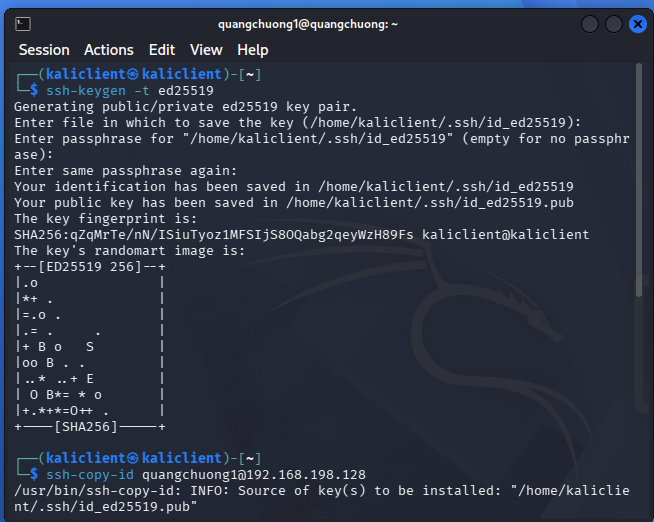 quangchuong1@quangchuong: ~
Session Actions Edit View Help
┌──(kaliclient㉿kaliclient)-[~]
└─$ ssh-keygen -t ed25519
Generating public/private ed25519 key pair.
Enter file in which to save the key (/home/kaliclient/.ssh/id_ed25519):
Enter passphrase for "/home/kaliclient/.ssh/id_ed25519" (empty for no passphr
ase):
Enter same passphrase again:
Your identification has been saved in /home/kaliclient/.ssh/id_ed25519
Your public key has been saved in /home/kaliclient/.ssh/id_ed25519.pub
The key fingerprint is:
SHA256:qZqMrTe/nN/ISiuTyoz1MFSIjS8OQabg2qeyWzH89Fs kaliclient@kaliclient
The key's randomart image is:
+--[ED25519 256]--+
|.o               |
|*+ .             |
|=.o .            |
|.= .     .       |
|+ B o   S        |
|oo B . .         |
|..* ..+ E        |
| O B*= * o       |
|+.*+*=O++ .      |
+----[SHA256]-----+
┌──(kaliclient㉿kaliclient)-[~]
└─$ ssh-copy-id quangchuong1@192.168.198.128
/usr/bin/ssh-copy-id: INFO: Source of key(s) to be installed: "/home/kaliclie
nt/.ssh/id_ed25519.pub"